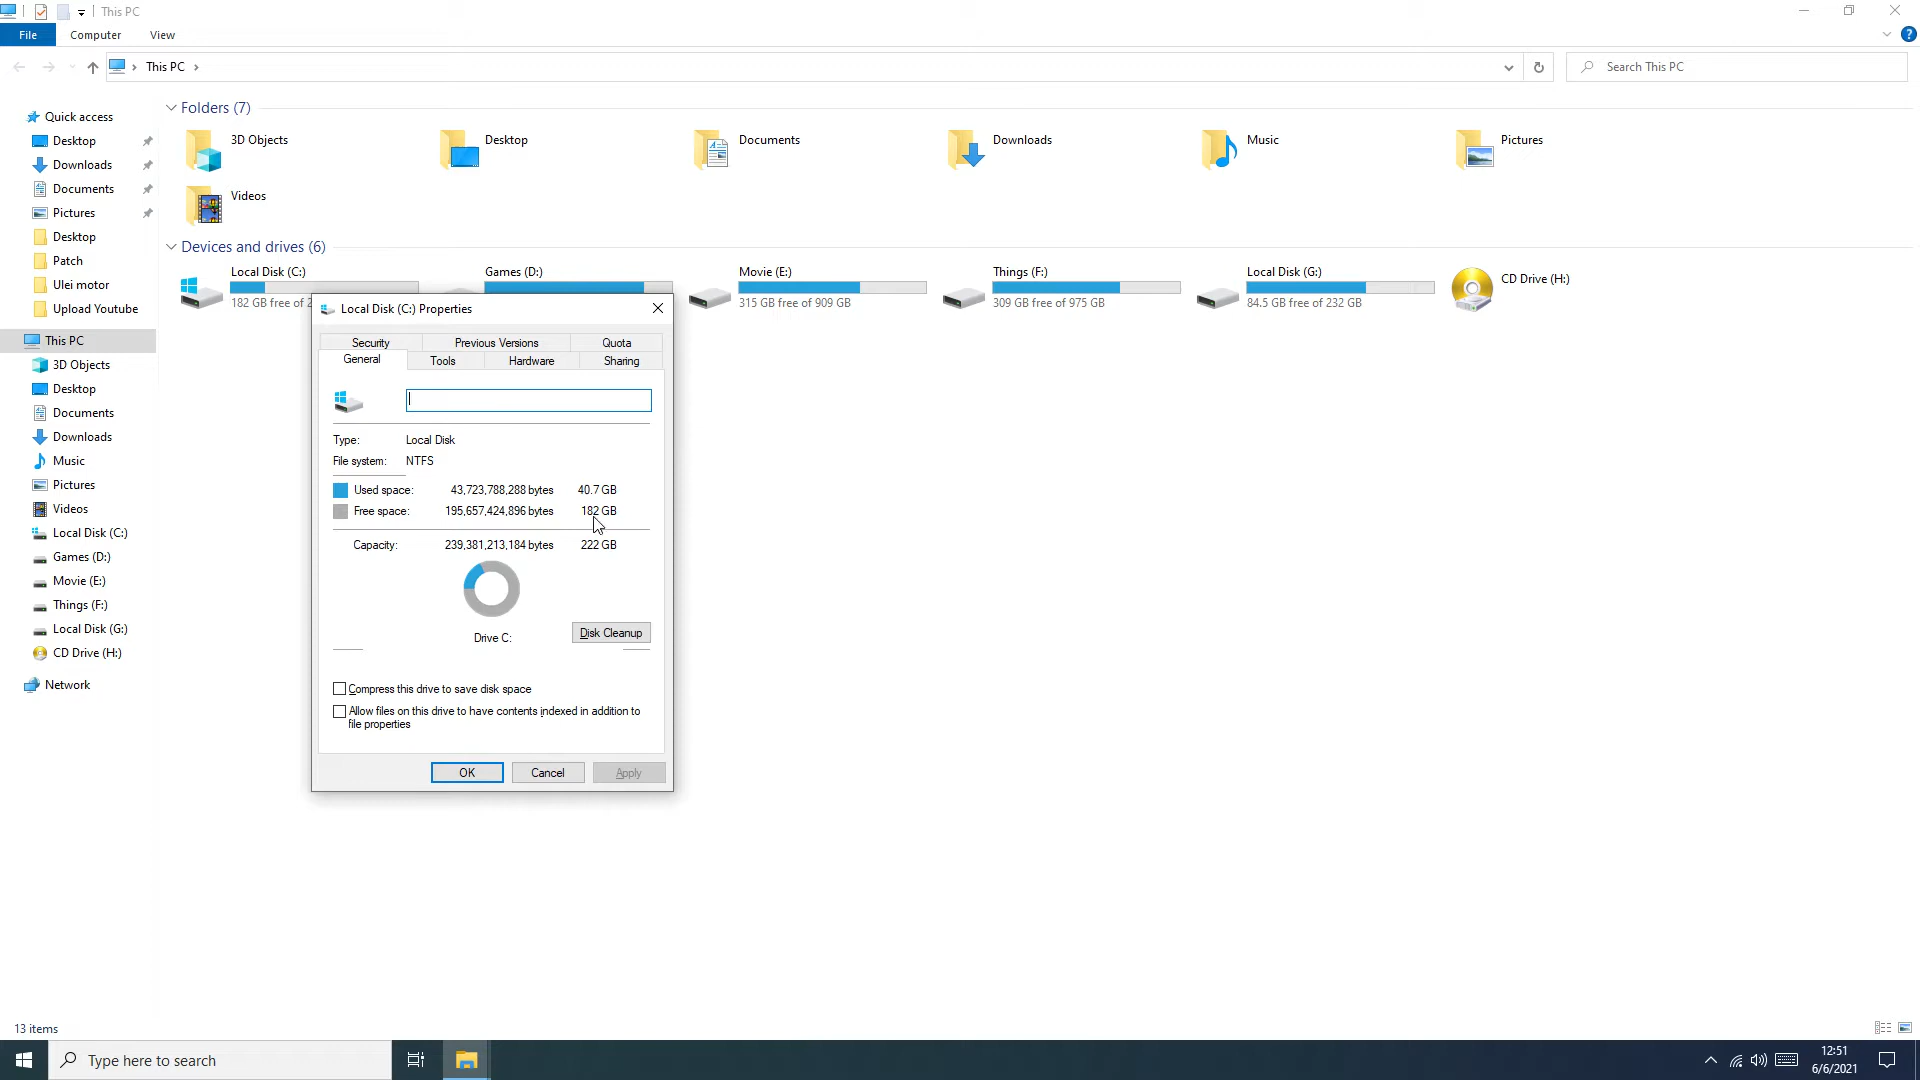 This PC
File
Computer
View
This PC
Search This PC
?
Quick access
Desktop
Downloads
Documents
Pictures
Desktop
Patch
Ulei motor
Upload Youtube
This PC
3D Objects
Desktop
Documents
Downloads
Music
Pictures
Videos
Local Disk (C:)
Games (D:)
Movie (E:)
Things (F:)
Local Disk (G:)
CD Drive (H:)
Network
Folders (7)
3D Objects
Desktop
Documents
Downloads
Music
Pictures
Videos
Devices and drives (6)
Local Disk (C:)
182 GB free of 2
Games (D:)
Movie (E:)
315 GB free of 909 GB
Things (F:)
309 GB free of 975 GB
Local Disk (G:)
84.5 GB free of 232 GB
CD Drive (H:)
Local Disk (C:) Properties
Security
Previous Versions
Quota
General
Tools
Hardware
Sharing
Type: Local Disk
File system: NTFS
Used space: 43,723,788,288 bytes 40.7 GB
Free space: 195,657,424,896 bytes 182 GB
Capacity: 239,381,213,184 bytes 222 GB
Drive C:
Disk Cleanup
Compress this drive to save disk space
Allow files on this drive to have contents indexed in addition to
file properties
OK
Cancel
Apply
13 items
Type here to search
12:51
6/6/2021